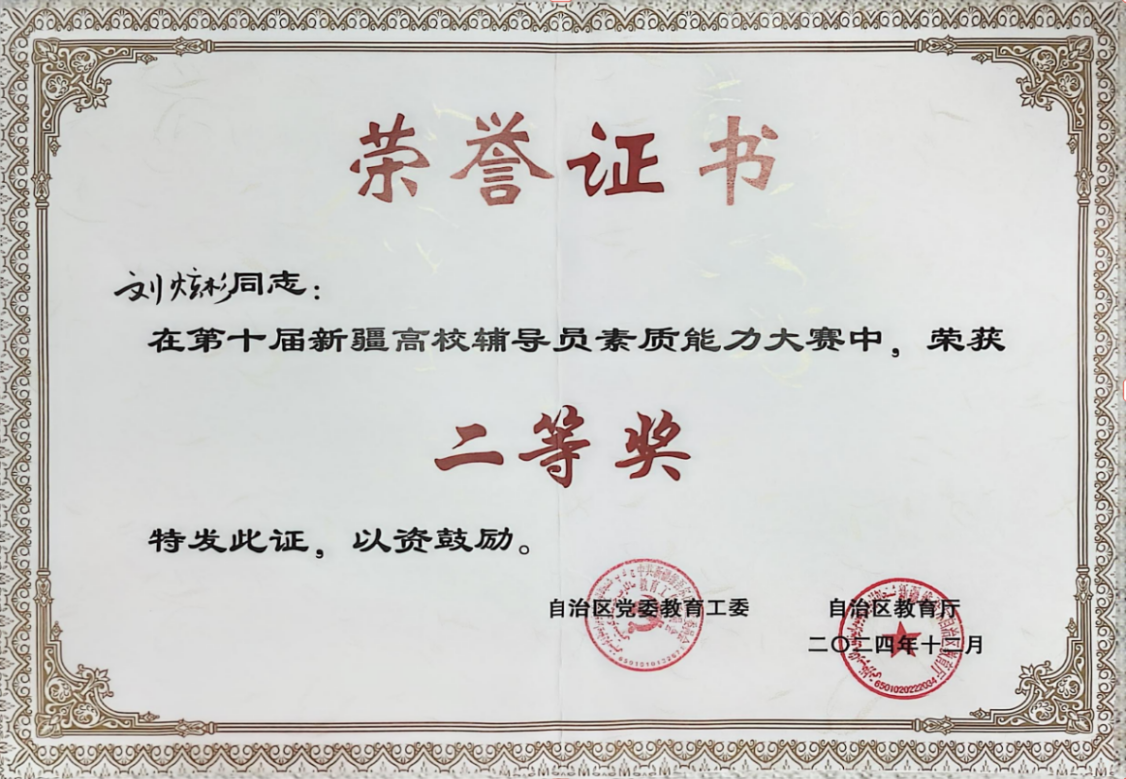 荣誉证书
刘炫彬同志：
在第十届新疆高校辅导员素质能力大赛中，荣获
二等奖
特发此证，以资鼓励。
自治区党委教育工委
自治区教育厅
二〇二四年十二月
6501020222034